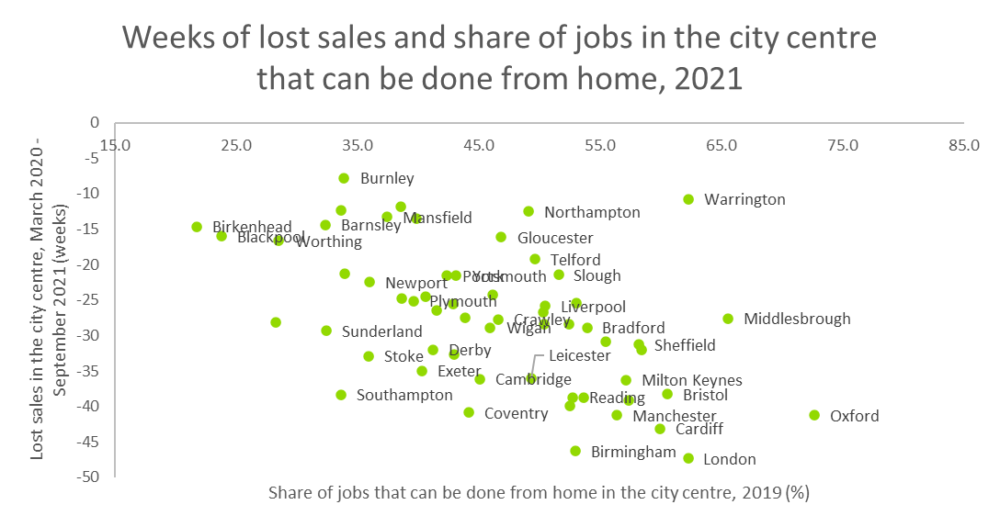 Weeks of lost sales and share of jobs in the city centre
that can be done from home, 2021
Lost sales in the city centre, March 2020 -
September 2021 (weeks)
0
-5
-10
-15
-20
-25
-30
-35
-40
-45
-50
15.0 25.0 35.0 45.0 55.0 65.0 75.0 85.0
Burnley
Warrington
Northampton
Mansfield
Barnsley
Birkenhead
Blackpool
Gloucester
Worthing
Telford
Slough
York
Portsmouth
Newport
Plymouth
Liverpool
Crawley
Middlesbrough
Wigan
Bradford
Sunderland
Sheffield
Derby
Stoke
Leicester
Exeter
Cambridge
Milton Keynes
Southampton
Reading
Bristol
Coventry
Manchester
Oxford
Cardiff
Birmingham
London
Share of jobs that can be done from home in the city centre, 2019 (%)